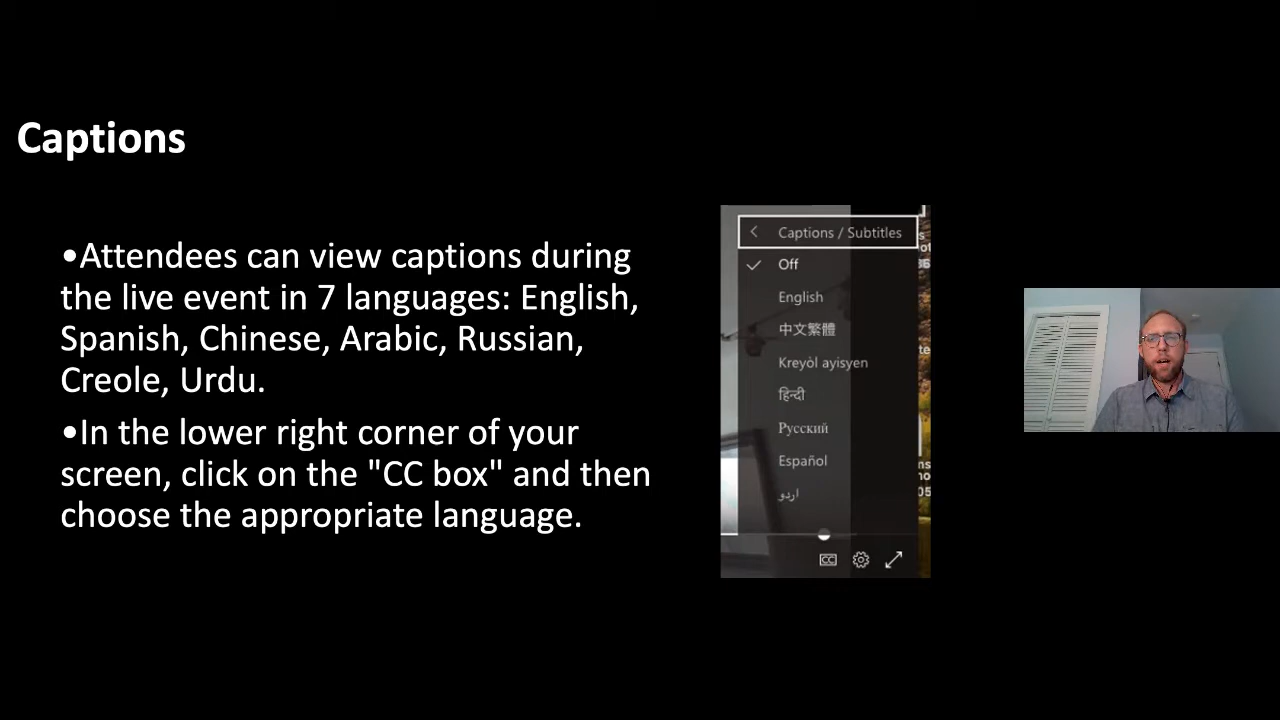 Captions
•Attendees can view captions during
the live event in 7 languages: English,
Spanish, Chinese, Arabic, Russian,
Creole, Urdu.
•In the lower right corner of your
screen, click on the "CC box" and then
choose the appropriate language.
Captions / Subtitles
Off
English
中文繁體
Kreyòl ayisyen
हिन्दी
Русский
Español
اردو
CC